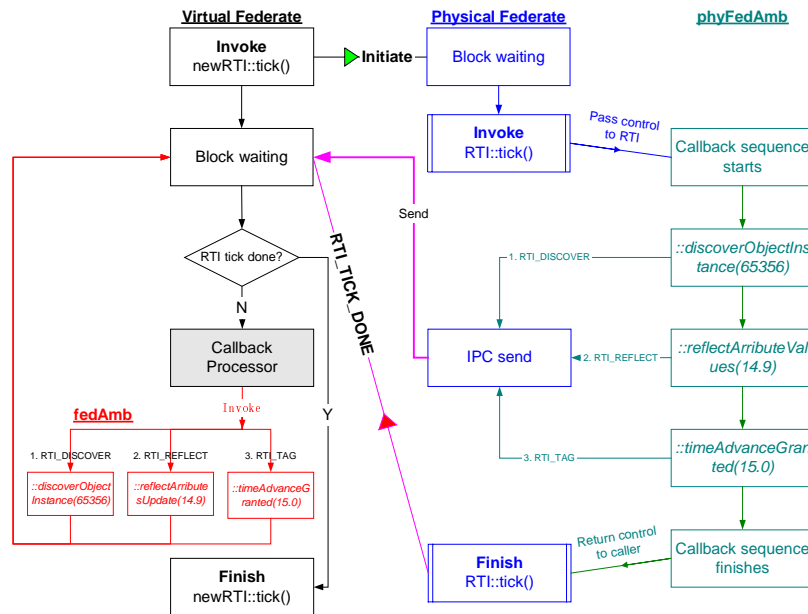 Virtual Federate
Physical Federate
phyFedAmb
Invoke
newRTI::tick()
Initiate
Block waiting
Invoke
RTI::tick()
Pass control
to RTI
Callback sequence
starts
Block waiting
Send
RTI tick done?
N
Y
RTI_TICK_DONE
::discoverObjectIns
tance(65356)
1. RTI_DISCOVER
IPC send
2. RTI_REFLECT
::reflectArributeVal
ues(14.9)
3. RTI_TAG
::timeAdvanceGran
ted(15.0)
Callback
Processor
fedAmb
Invoke
1. RTI_DISCOVER
2. RTI_REFLECT
3. RTI_TAG
::discoverObject
Instance(65356)
::reflectArribute
sUpdate(14.9)
::timeAdvanceG
ranted(15.0)
Finish
newRTI::tick()
Finish
RTI::tick()
Return control
to caller
Callback sequence
finishes